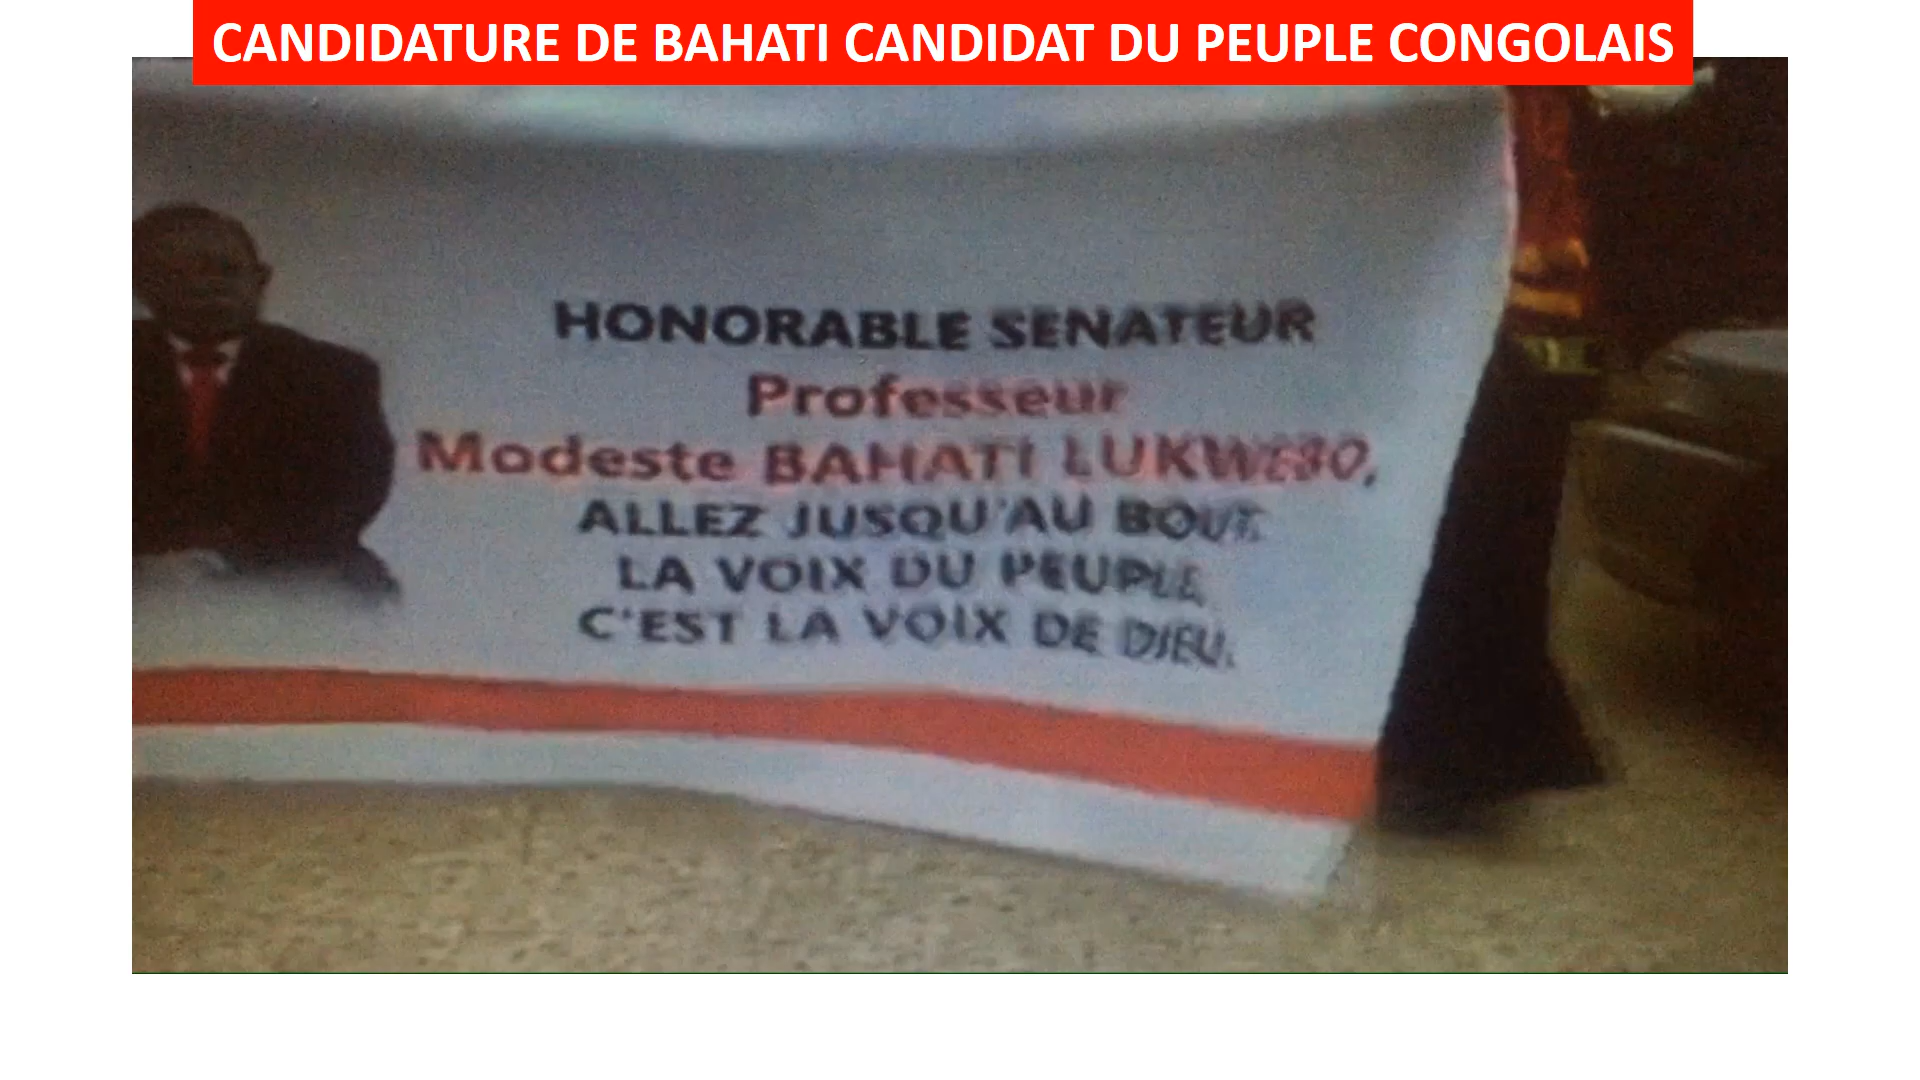 CANDIDATURE DE BAHATI CANDIDAT DU PEUPLE CONGOLAIS
HONORABLE SENATEUR
Professeur
Modeste BAHATI LUKWEBO,
ALLEZ JUSQU'AU BOUT.
LA VOIX DU PEUPLE
C'EST LA VOIX DE DIEU.